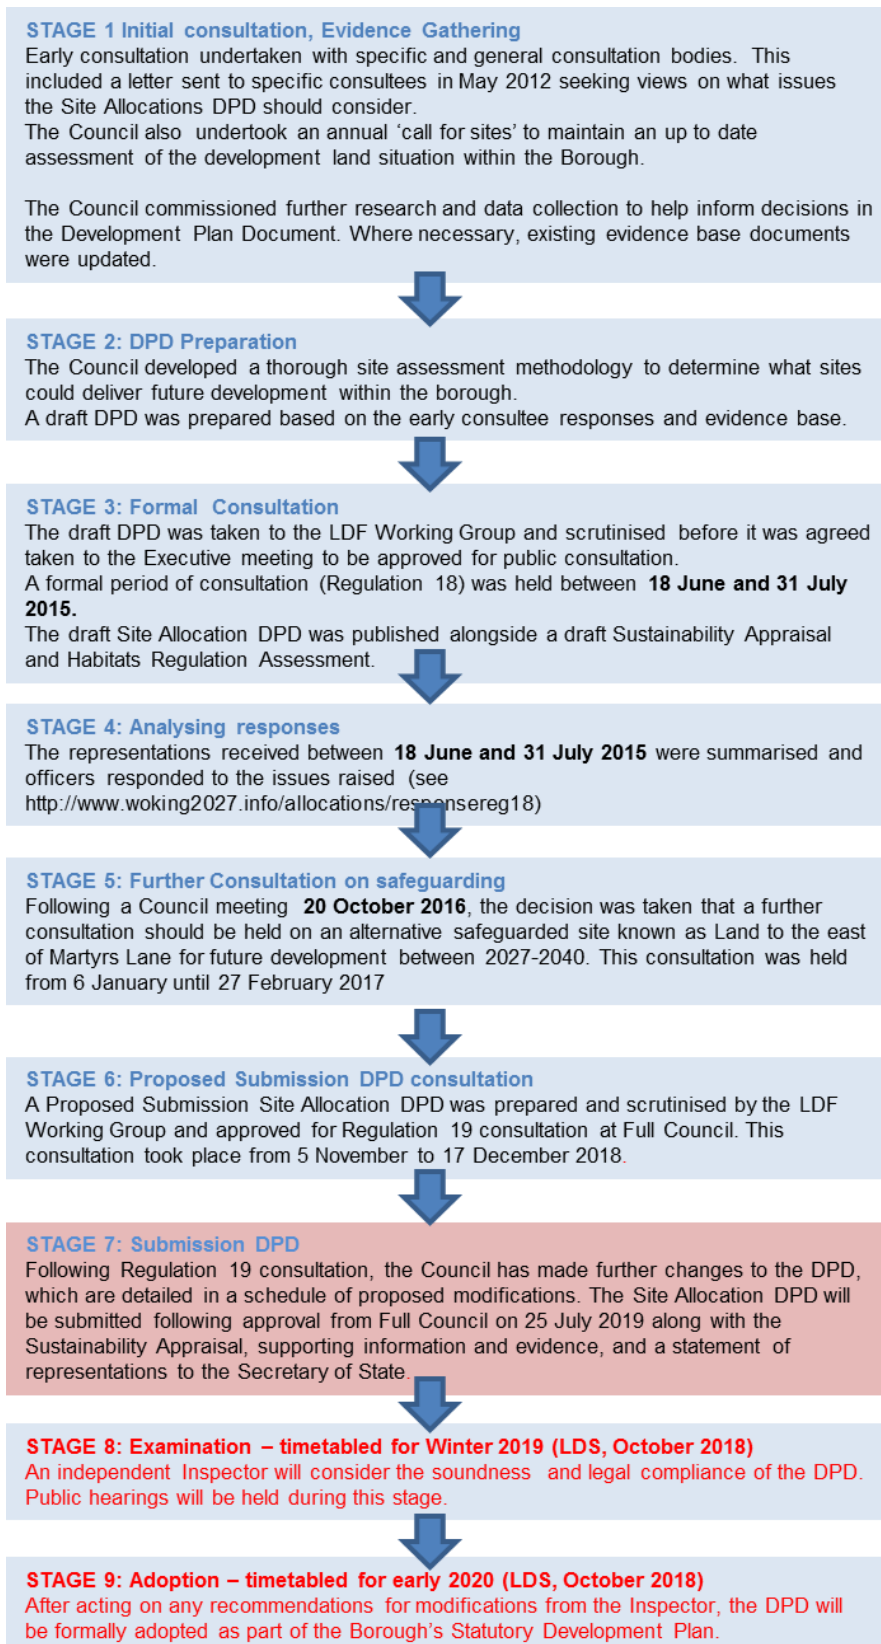 STAGE 1 Initial consultation, Evidence Gathering
Early consultation undertaken with specific and general consultation bodies. This
included a letter sent to specific consultees in May 2012 seeking views on what issues
the Site Allocations DPD should consider.
The Council also undertook an annual ‘call for sites’ to maintain an up to date
assessment of the development land situation within the Borough.
The Council commissioned further research and data collection to help inform decisions in
the Development Plan Document. Where necessary, existing evidence base documents
were updated.
STAGE 2: DPD Preparation
The Council developed a thorough site assessment methodology to determine what sites
could deliver future development within the borough.
A draft DPD was prepared based on the early consultee responses and evidence base.
STAGE 3: Formal Consultation
The draft DPD was taken to the LDF Working Group and scrutinised before it was agreed
taken to the Executive meeting to be approved for public consultation.
A formal period of consultation (Regulation 18) was held between 18 June and 31 July
2015.
The draft Site Allocation DPD was published alongside a draft Sustainability Appraisal
and Habitats Regulation Assessment.
STAGE 4: Analysing responses
The representations received between 18 June and 31 July 2015 were summarised and
officers responded to the issues raised (see
http://www.woking2027.info/allocations/responsereg18)
STAGE 5: Further Consultation on safeguarding
Following a Council meeting 20 October 2016, the decision was taken that a further
consultation should be held on an alternative safeguarded site known as Land to the east
of Martyrs Lane for future development between 2027-2040. This consultation was held
from 6 January until 27 February 2017
STAGE 6: Proposed Submission DPD consultation
A Proposed Submission Site Allocation DPD was prepared and scrutinised by the LDF
Working Group and approved for Regulation 19 consultation at Full Council. This
consultation took place from 5 November to 17 December 2018.
STAGE 7: Submission DPD
Following Regulation 19 consultation, the Council has made further changes to the DPD,
which are detailed in a schedule of proposed modifications. The Site Allocation DPD will
be submitted following approval from Full Council on 25 July 2019 along with the
Sustainability Appraisal, supporting information and evidence, and a statement of
representations to the Secretary of State.
STAGE 8: Examination – timetabled for Winter 2019 (LDS, October 2018)
An independent Inspector will consider the soundness and legal compliance of the DPD.
Public hearings will be held during this stage.
STAGE 9: Adoption – timetabled for early 2020 (LDS, October 2018)
After acting on any recommendations for modifications from the Inspector, the DPD will
be formally adopted as part of the Borough’s Statutory Development Plan.